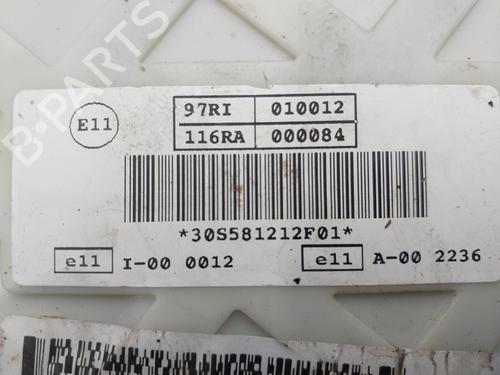 B-PARTS
E11
97RI 010012
116RA 000084
*30S581212F01*
e11 I-00 0012
e11 A-00 2236